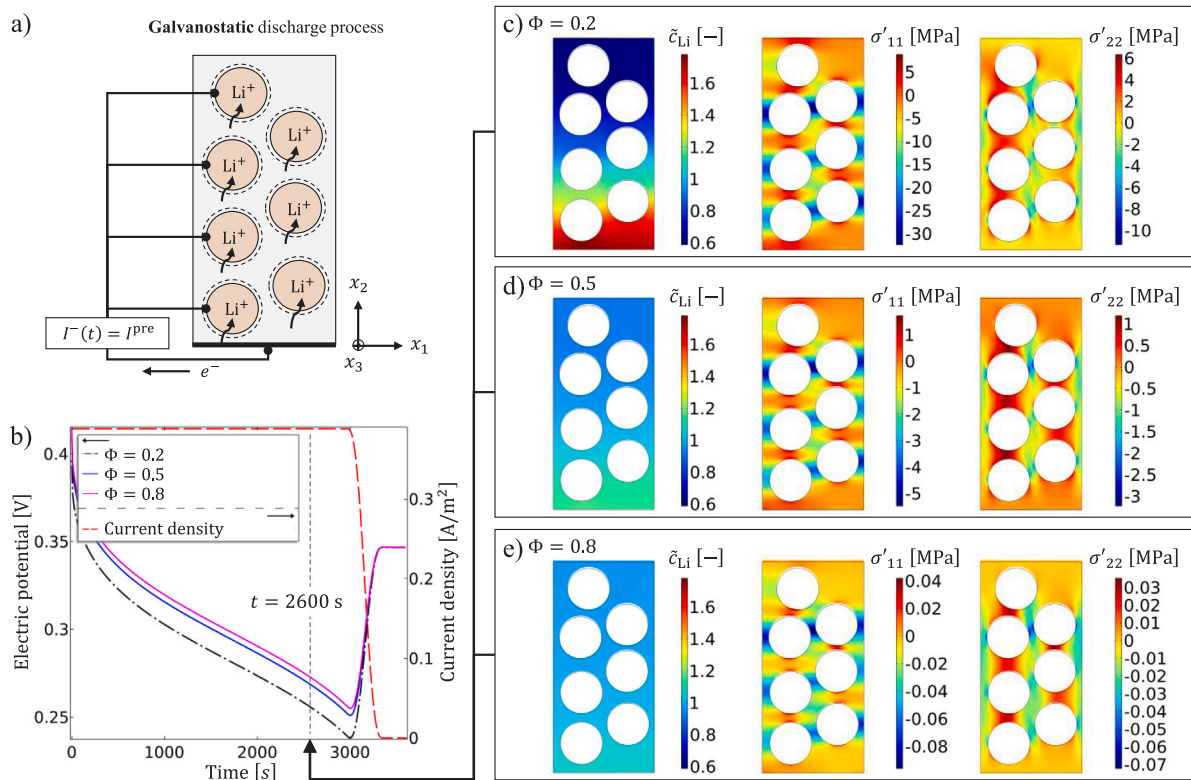 a)
Galvanostatic discharge process
Li⁺
Li⁺
Li⁺
Li⁺
Li⁺
Li⁺
Li⁺
I⁻(t) = Iᵖʳᵉ
e⁻
x₂
x₁
x₃
b)
Electric potential [V]
0.4
0.35
0.3
0.25
Φ = 0.2
Φ = 0.5
Φ = 0.8
Current density
t = 2600 s
0
1000
2000
3000
Time [s]
0.3
0.2
0.1
0
Current density [A/m²]
c) Φ = 0.2
c̃Li [−]
1.6
1.4
1.2
1
0.8
0.6
σ′₁₁ [MPa]
5
0
-5
-10
-15
-20
-25
-30
σ′₂₂ [MPa]
6
4
2
0
-2
-4
-6
-8
-10
d) Φ = 0.5
c̃Li [−]
1.6
1.4
1.2
1
0.8
0.6
σ′₁₁ [MPa]
1
0
-1
-2
-3
-4
-5
σ′₂₂ [MPa]
1
0.5
0
-0.5
-1
-1.5
-2
-2.5
-3
e) Φ = 0.8
c̃Li [−]
1.6
1.4
1.2
1
0.8
0.6
σ′₁₁ [MPa]
0.04
0.02
0
-0.02
-0.04
-0.06
-0.08
σ′₂₂ [MPa]
0.03
0.02
0.01
0
-0.01
-0.02
-0.03
-0.04
-0.05
-0.06
-0.07